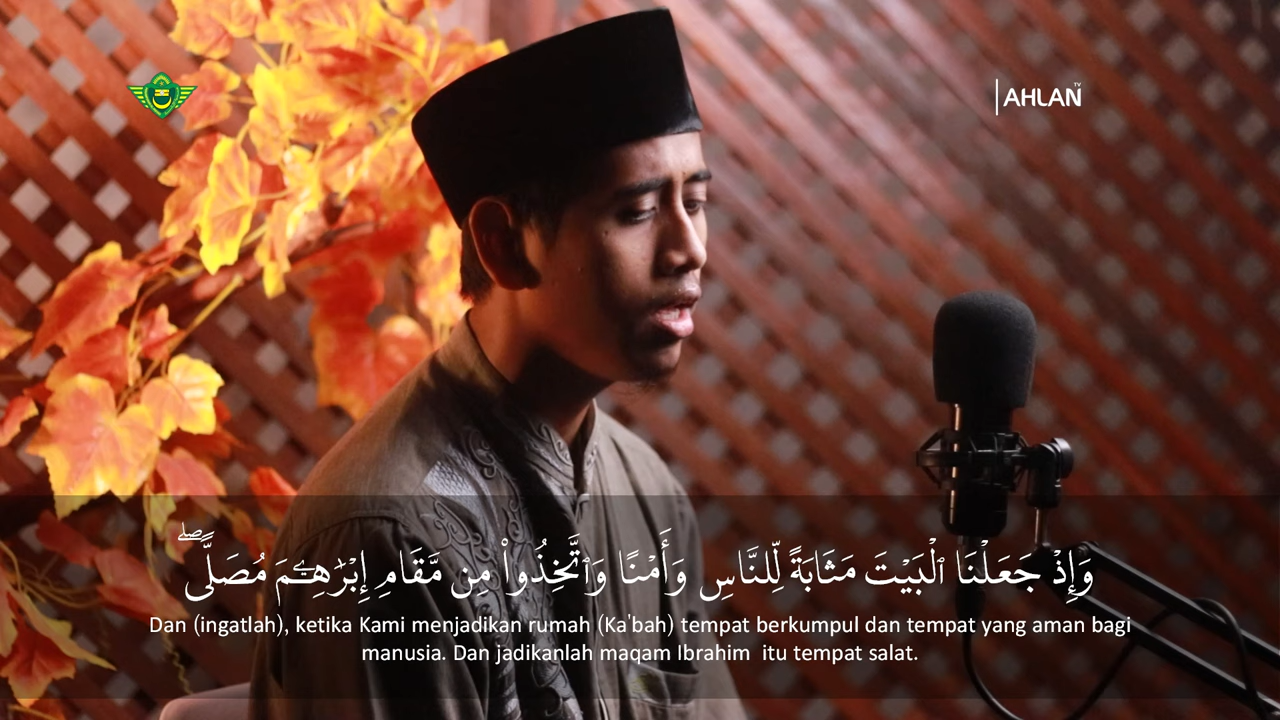 AHLAN TV
وَإِذْ جَعَلْنَا ٱلْبَيْتَ مَثَابَةً لِّلنَّاسِ وَأَمْنًا وَٱتَّخِذُوا۟ مِن مَّقَامِ إِبْرَٰهِـۧمَ مُصَلًّى ۖ
Dan (ingatlah), ketika Kami menjadikan rumah (Ka'bah) tempat berkumpul dan tempat yang aman bagi
manusia. Dan jadikanlah maqam Ibrahim  itu tempat salat.